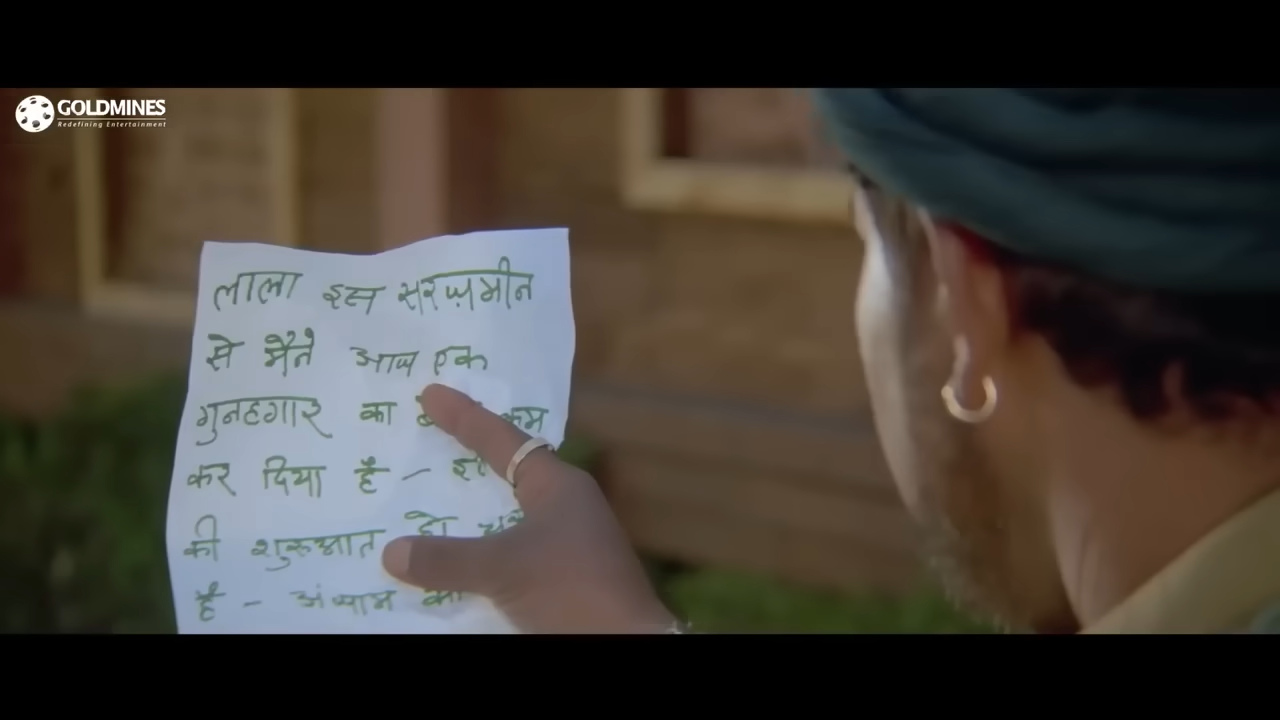 GOLDMINES
Redefining Entertainment
लाला इस सरज़मीन
से मैंने आज एक
गुनहगार का
कर दिया है -
की शुरुआत हो
है - अंजाम का